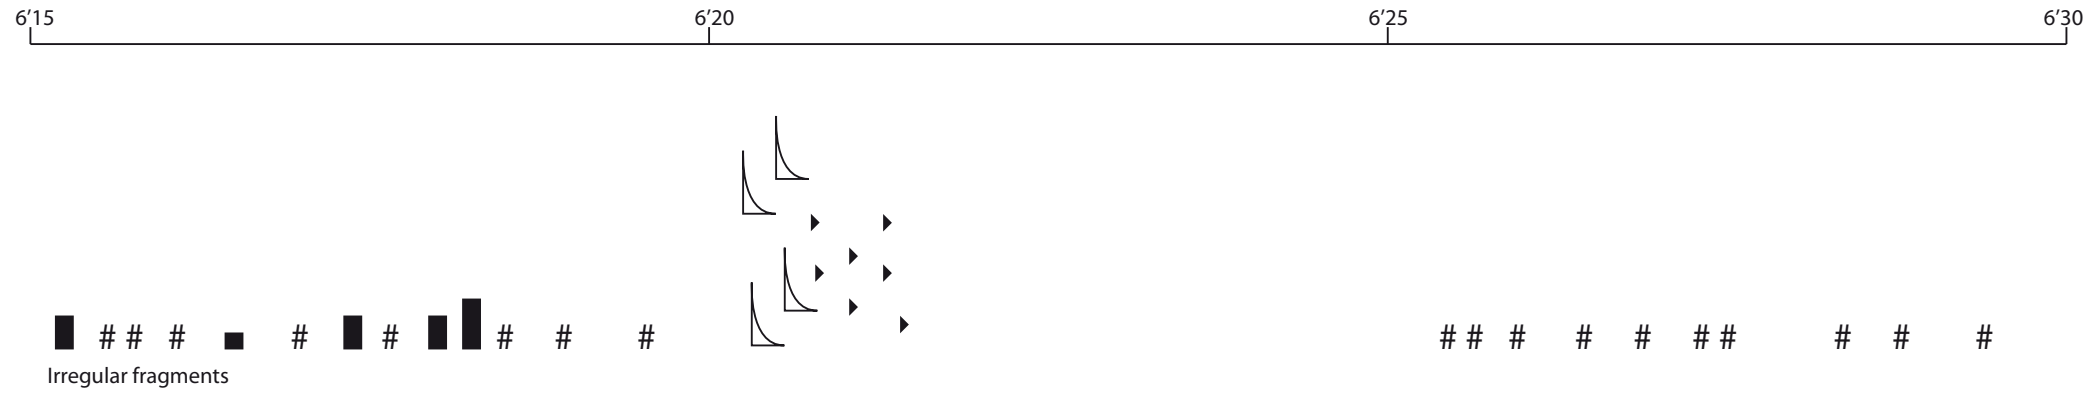 6’15 6’20 6’25 6’30
# # # # # # # # # # # # # # # # # #
Irregular fragments